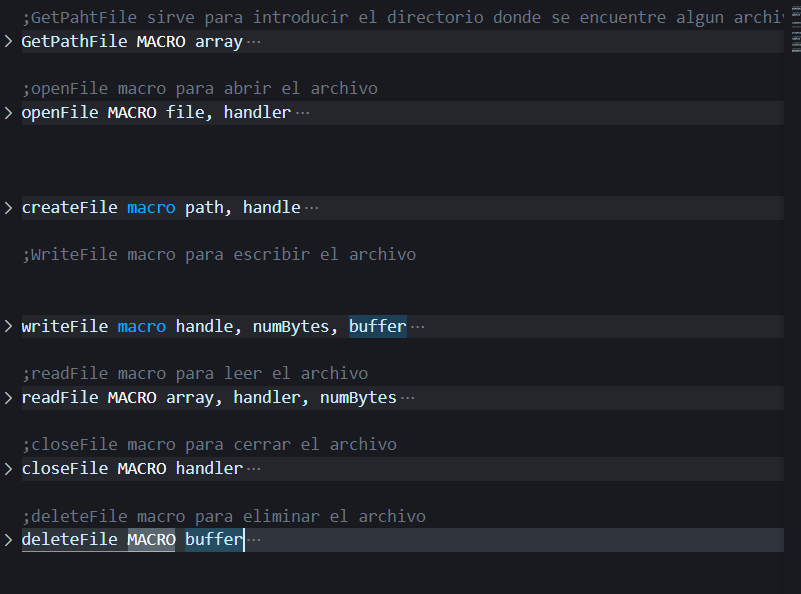 ;GetPahtFile sirve para introducir el directorio donde se encuentre algun archi
GetPathFile MACRO array···
;openFile macro para abrir el archivo
openFile MACRO file, handler···
createFile macro path, handle···
;WriteFile macro para escribir el archivo
writeFile macro handle, numBytes, buffer···
;readFile macro para leer el archivo
readFile MACRO array, handler, numBytes···
;closeFile macro para cerrar el archivo
closeFile MACRO handler···
;deleteFile macro para eliminar el archivo
deleteFile MACRO buffer···